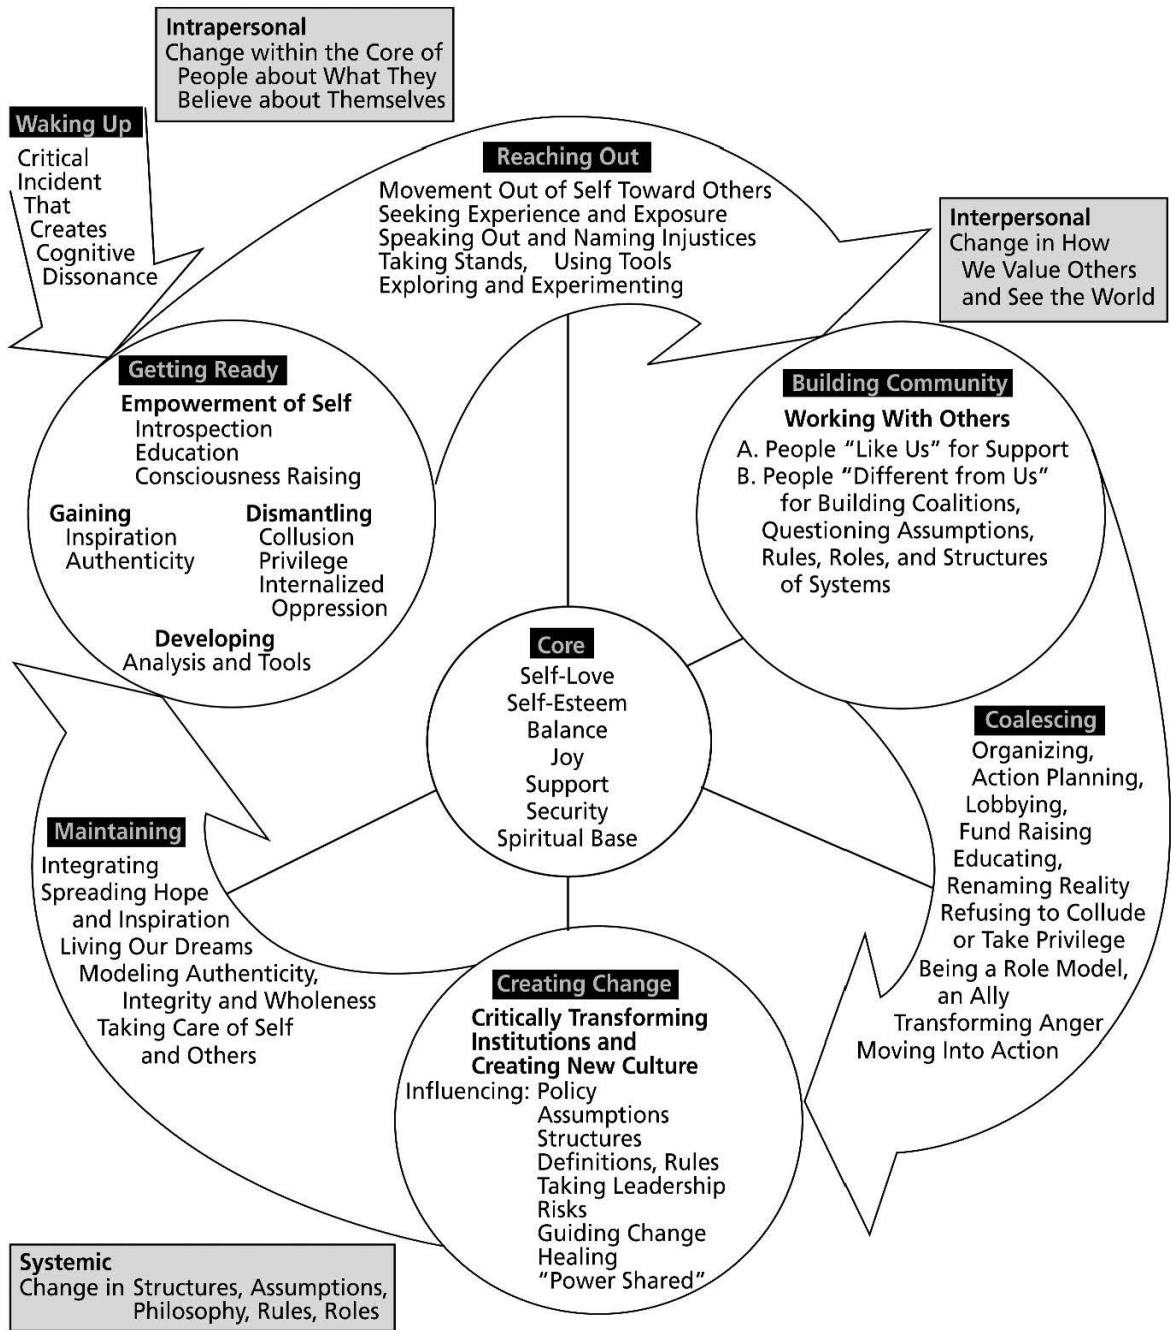 Intrapersonal
Change within the Core of
People about What They
Believe about Themselves
Waking Up
Critical
Incident
That
Creates
Cognitive
Dissonance
Reaching Out
Movement Out of Self Toward Others
Seeking Experience and Exposure
Speaking Out and Naming Injustices
Taking Stands, Using Tools
Exploring and Experimenting
Interpersonal
Change in How
We Value Others
and See the World
Getting Ready
Empowerment of Self
Introspection
Education
Consciousness Raising
Gaining
Inspiration
Authenticity
Dismantling
Collusion
Privilege
Internalized
Oppression
Developing
Analysis and Tools
Building Community
Working With Others
A. People “Like Us” for Support
B. People “Different from Us”
for Building Coalitions,
Questioning Assumptions,
Rules, Roles, and Structures
of Systems
Core
Self-Love
Self-Esteem
Balance
Joy
Support
Security
Spiritual Base
Coalescing
Organizing,
Action Planning,
Lobbying,
Fund Raising
Educating,
Renaming Reality
Refusing to Collude
or Take Privilege
Being a Role Model,
an Ally
Transforming Anger
Moving Into Action
Maintaining
Integrating
Spreading Hope
and Inspiration
Living Our Dreams
Modeling Authenticity,
Integrity and Wholeness
Taking Care of Self
and Others
Creating Change
Critically Transforming
Institutions and
Creating New Culture
Influencing: Policy
Assumptions
Structures
Definitions, Rules
Taking Leadership
Risks
Guiding Change
Healing
“Power Shared”
Systemic
Change in Structures, Assumptions,
Philosophy, Rules, Roles